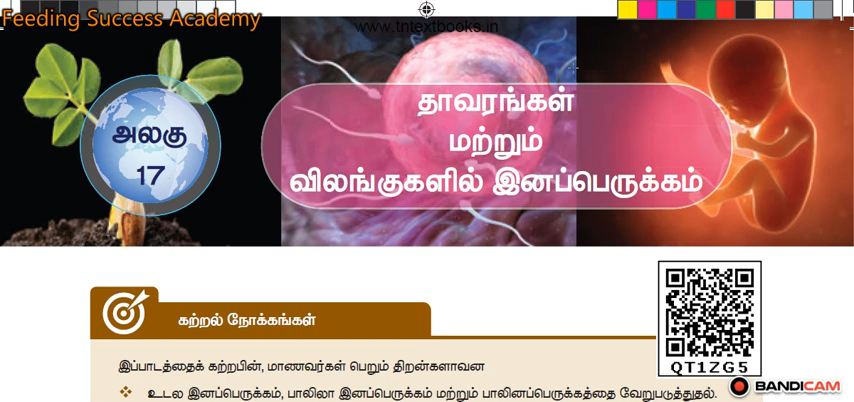 Feeding Success Academy
www.tntextbooks.in
அலகு
17
தாவரங்கள்
மற்றும்
விலங்குகளில் இனப்பெருக்கம்
கற்றல் நோக்கங்கள்
இப்பாடத்தைக் கற்றபின், மாணவர்கள் பெறும் திறன்களாவன
❖ உடல இனப்பெருக்கம், பாலிலா இனப்பெருக்கம் மற்றும் பாலினப்பெருக்கத்தை வேறுபடுத்துதல்.
QT1ZG5
BANDICAM